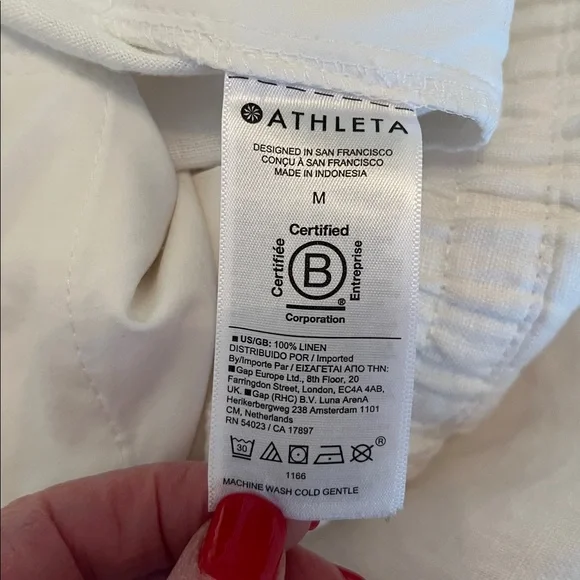 ATHLETA
DESIGNED IN SAN FRANCISCO
CONÇU À SAN FRANCISCO
MADE IN INDONESIA
M
Certified
Certifiée
B
Entreprise
®
Corporation
US/GB: 100% LINEN
DISTRIBUIDO POR / Imported
By/Importe Par / ΕΙΣΑΓΕΤΑΙ ΑΠΟ ΤΗΝ:
Gap Europe Ltd., 8th Floor, 20
Farringdon Street, London, EC4A 4AB,
UK. Gap (RHC) B.V. Luna ArenA
Herikerbergweg 238 Amsterdam 1101
CM, Netherlands
RN 54023 / CA 17897
30 ®
1166
MACHINE WASH COLD GENTLE